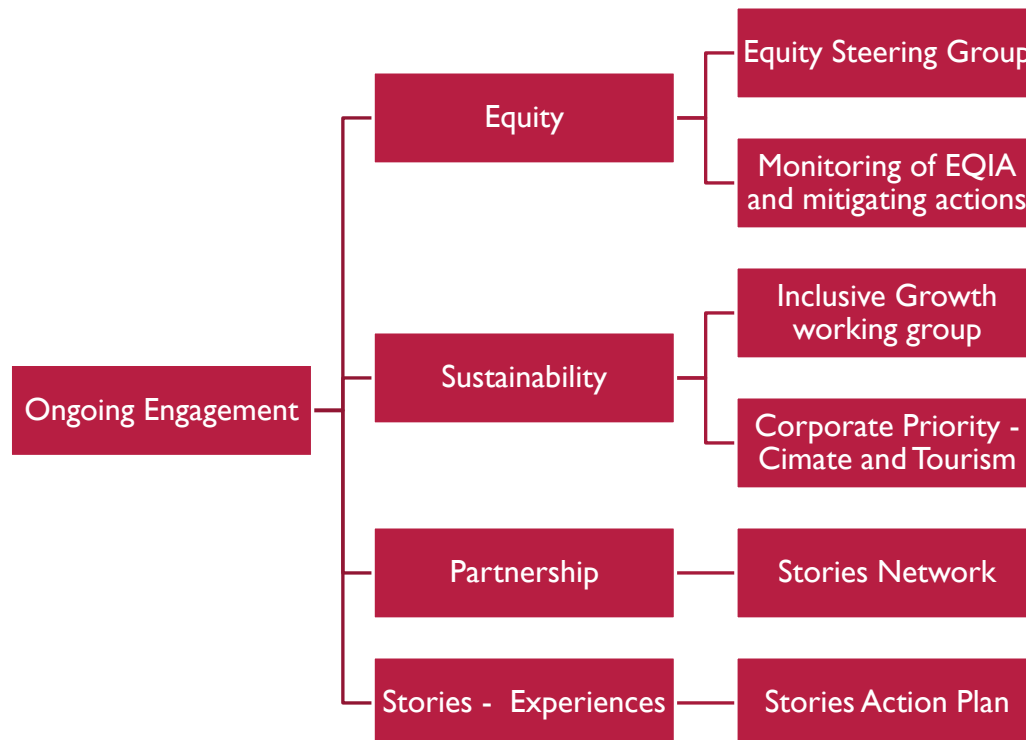 Ongoing Engagement
Equity
Equity Steering Group
Monitoring of EQIA
and mitigating actions
Sustainability
Inclusive Growth
working group
Corporate Priority -
Cimate and Tourism
Partnership
Stories Network
Stories -  Experiences
Stories Action Plan